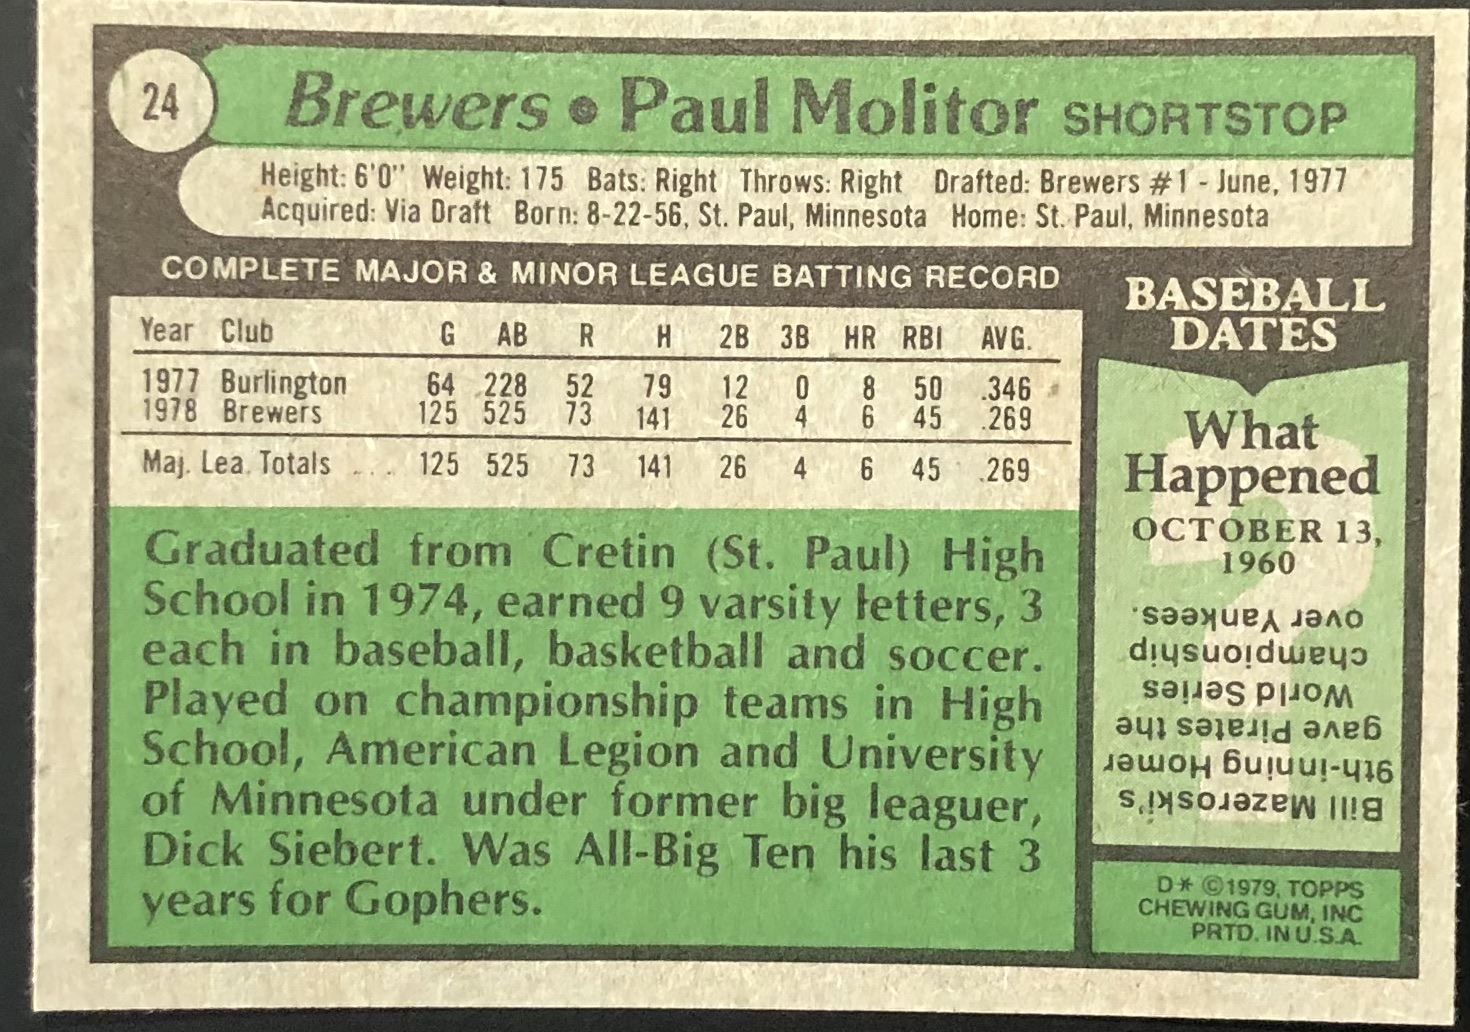 24
Brewers • Paul Molitor SHORTSTOP
Height: 6'0" Weight: 175 Bats: Right Throws: Right Drafted: Brewers #1 - June, 1977
Acquired: Via Draft Born: 8-22-56, St. Paul, Minnesota Home: St. Paul, Minnesota
COMPLETE MAJOR & MINOR LEAGUE BATTING RECORD
Year Club G AB R H 2B 3B HR RBI AVG.
1977 Burlington 64 228 52 79 12 0 8 50 .346
1978 Brewers 125 525 73 141 26 4 6 45 .269
Maj. Lea. Totals ... 125 525 73 141 26 4 6 45 .269
Graduated from Cretin (St. Paul) High
School in 1974, earned 9 varsity letters, 3
each in baseball, basketball and soccer.
Played on championship teams in High
School, American Legion and University
of Minnesota under former big leaguer,
Dick Siebert. Was All-Big Ten his last 3
years for Gophers.
BASEBALL
DATES
What
Happened
OCTOBER 13,
1960
Bill Mazeroski's
9th-inning Homer
gave Pirates the
World Series
championship
over Yankees.
D* ©1979, TOPPS
CHEWING GUM, INC
PRTD. IN U.S.A.